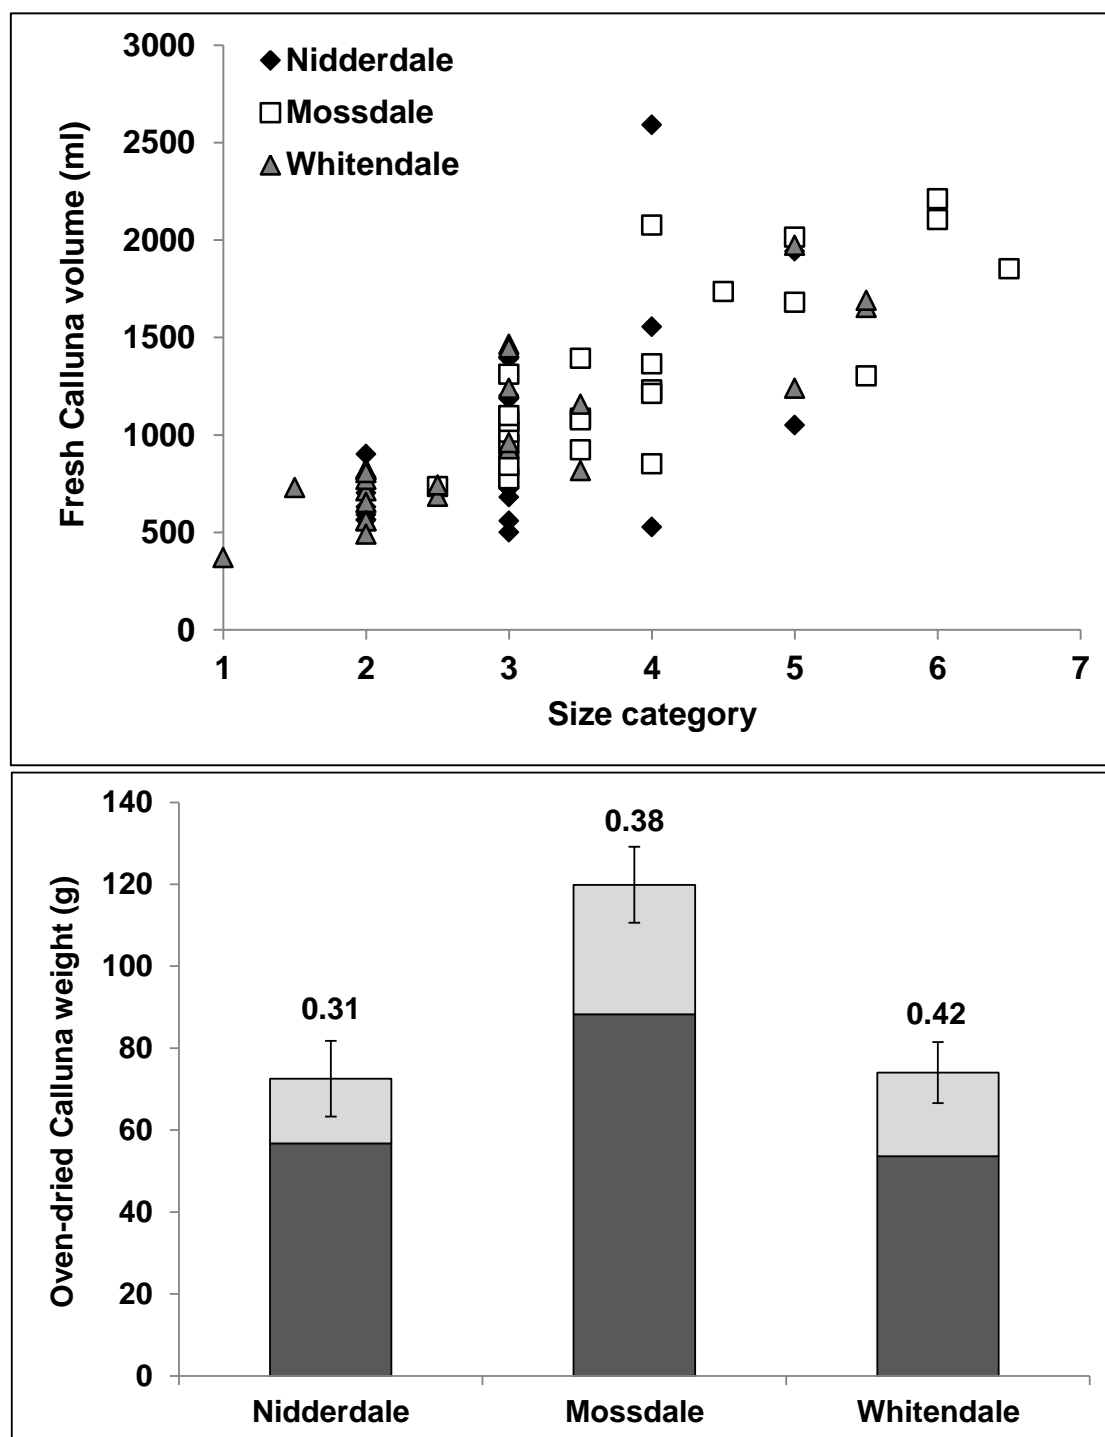 3000
2500
2000
1500
1000
500
0
Fresh Calluna volume (ml)
Nidderdale
Mossdale
Whitendale
1 2 3 4 5 6 7
Size category
140
120
100
80
60
40
20
0
Oven-dried Calluna weight (g)
0.31
0.38
0.42
Nidderdale Mossdale Whitendale